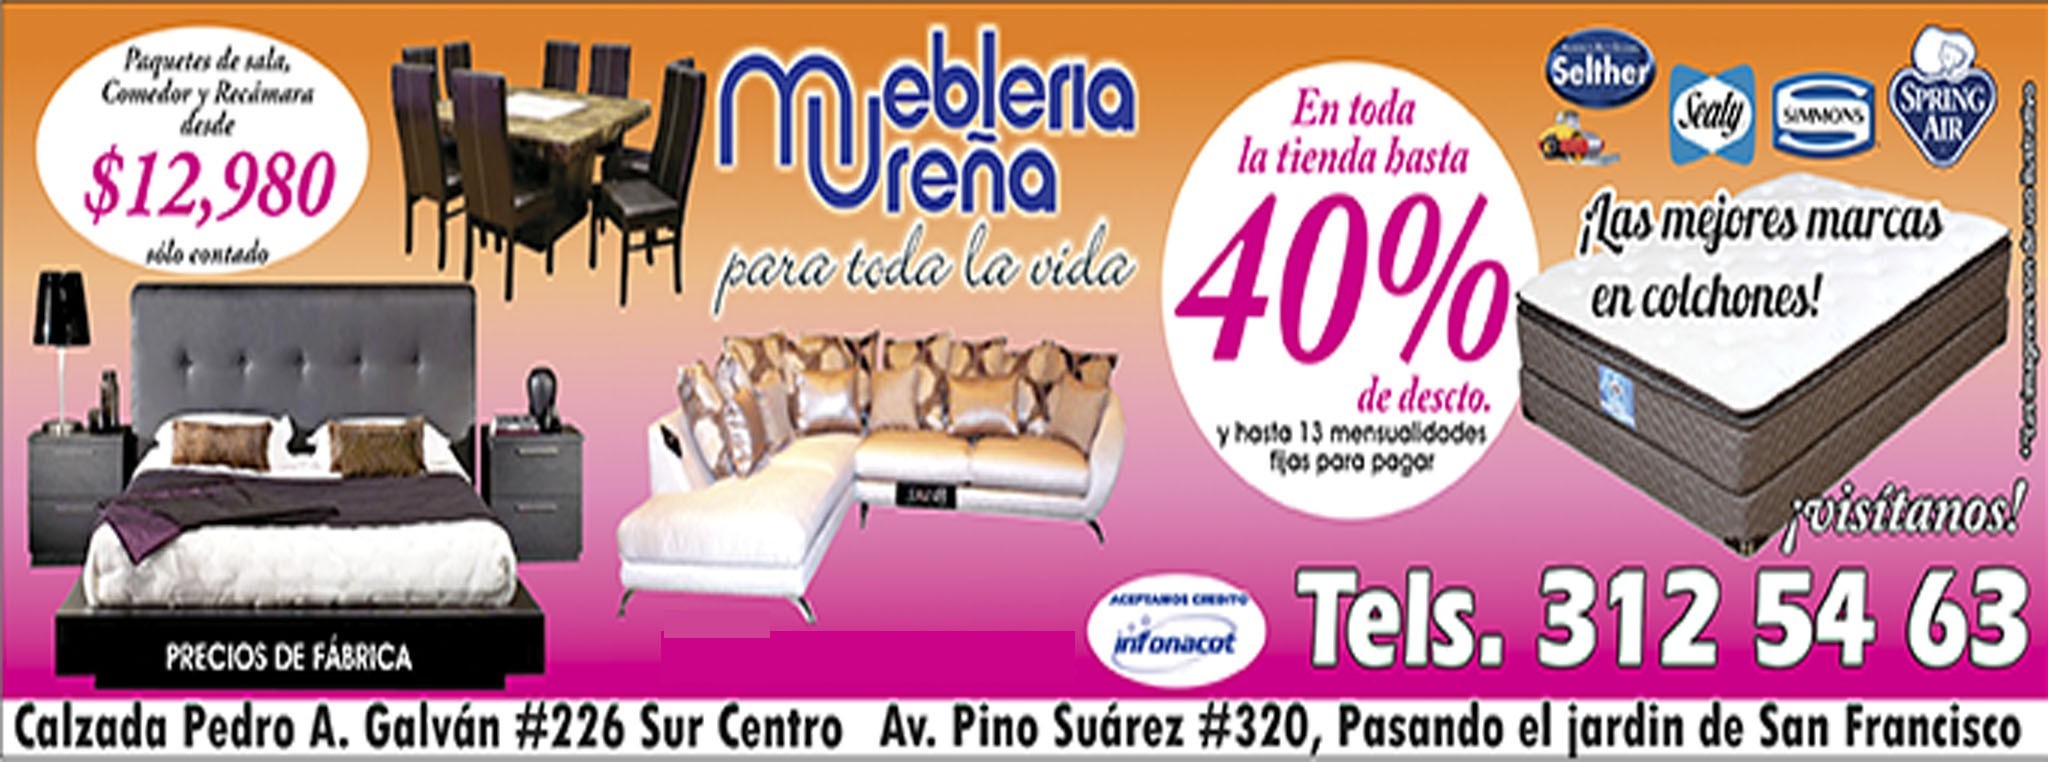 Paquetes de sala,
Comedor y Recámara
desde
$12,980
sólo contado
Muebleria
Ureña
para toda la vida
En toda
la tienda hasta
40%
de descto.
y hasta 13 mensualidades
fijas para pagar
Selther
Sealy
SIMMONS
SPRING
AIR
¡Las mejores marcas
en colchones!
¡visítanos!
PRECIOS DE FÁBRICA
ACEPTAMOS CREDITO
infonacot
Tels. 312 54 63
Calzada Pedro A. Galván #226 Sur Centro Av. Pino Suárez #320, Pasando el jardin de San Francisco